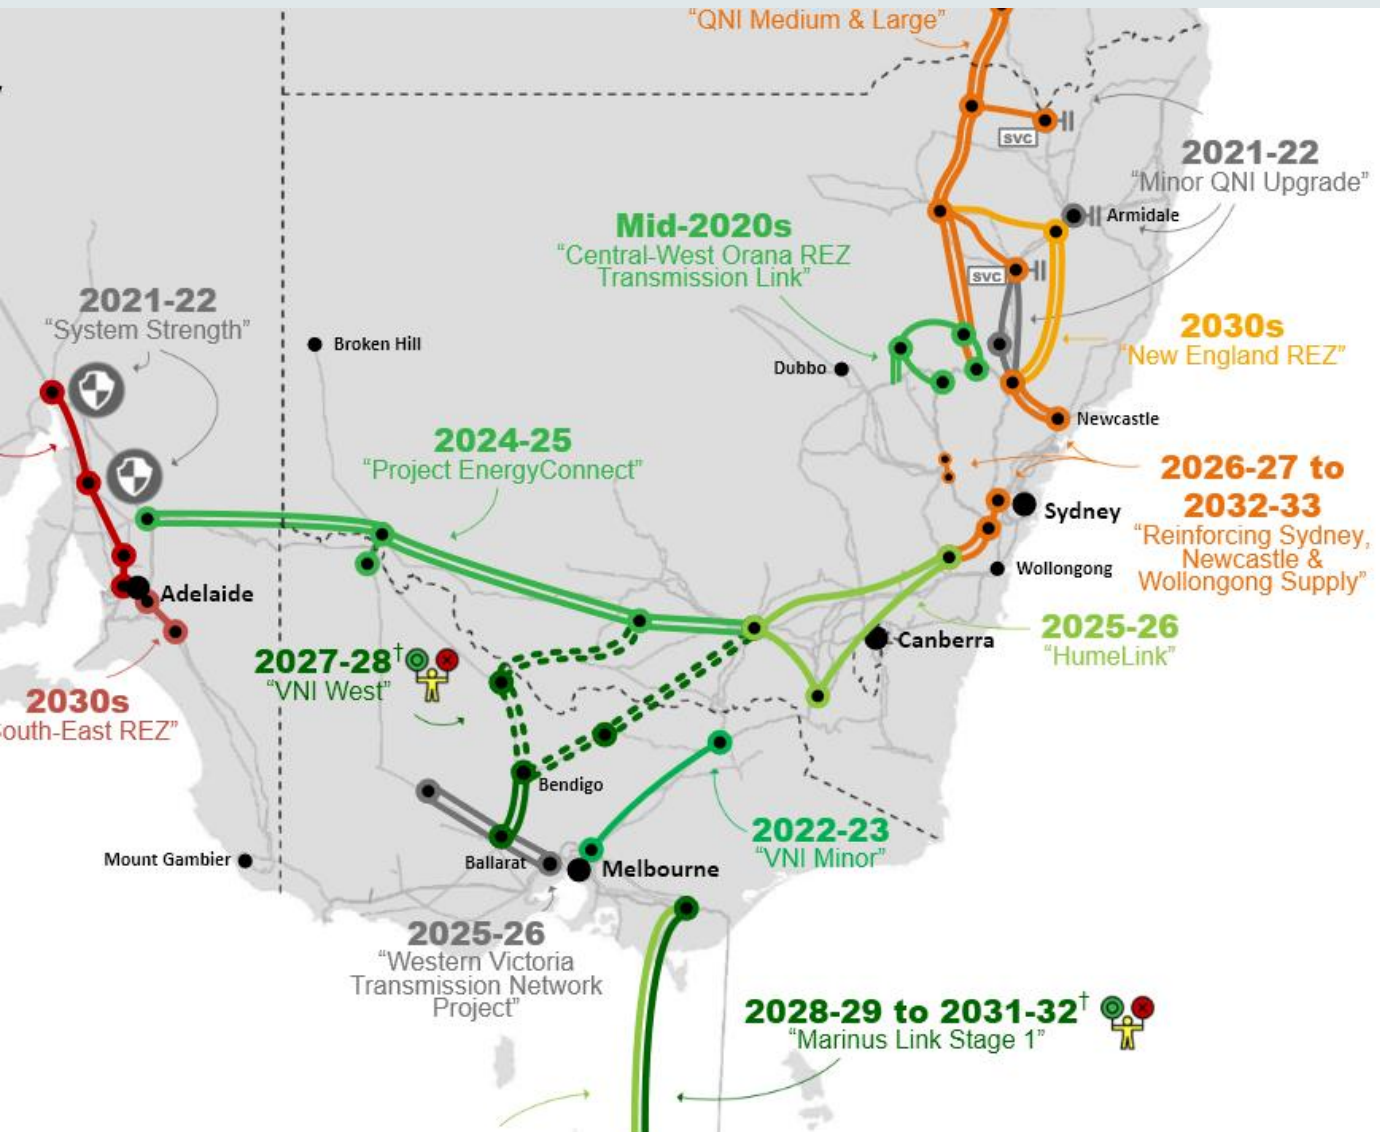 “QNI Medium & Large”
svc
2021-22
“Minor QNI Upgrade”
Armidale
Mid-2020s
“Central-West Orana REZ
Transmission Link”
svc
2021-22
“System Strength”
Broken Hill
2030s
“New England REZ”
Dubbo
Newcastle
2024-25
“Project EnergyConnect”
2026-27 to
2032-33
“Reinforcing Sydney,
Newcastle &
Wollongong Supply”
Sydney
Wollongong
Adelaide
2025-26
“HumeLink”
Canberra
2027-28†
“VNI West”
2030s
outh-East REZ”
Bendigo
2022-23
“VNI Minor”
Mount Gambier
Ballarat
Melbourne
2025-26
“Western Victoria
Transmission Network
Project”
2028-29 to 2031-32†
“Marinus Link Stage 1”